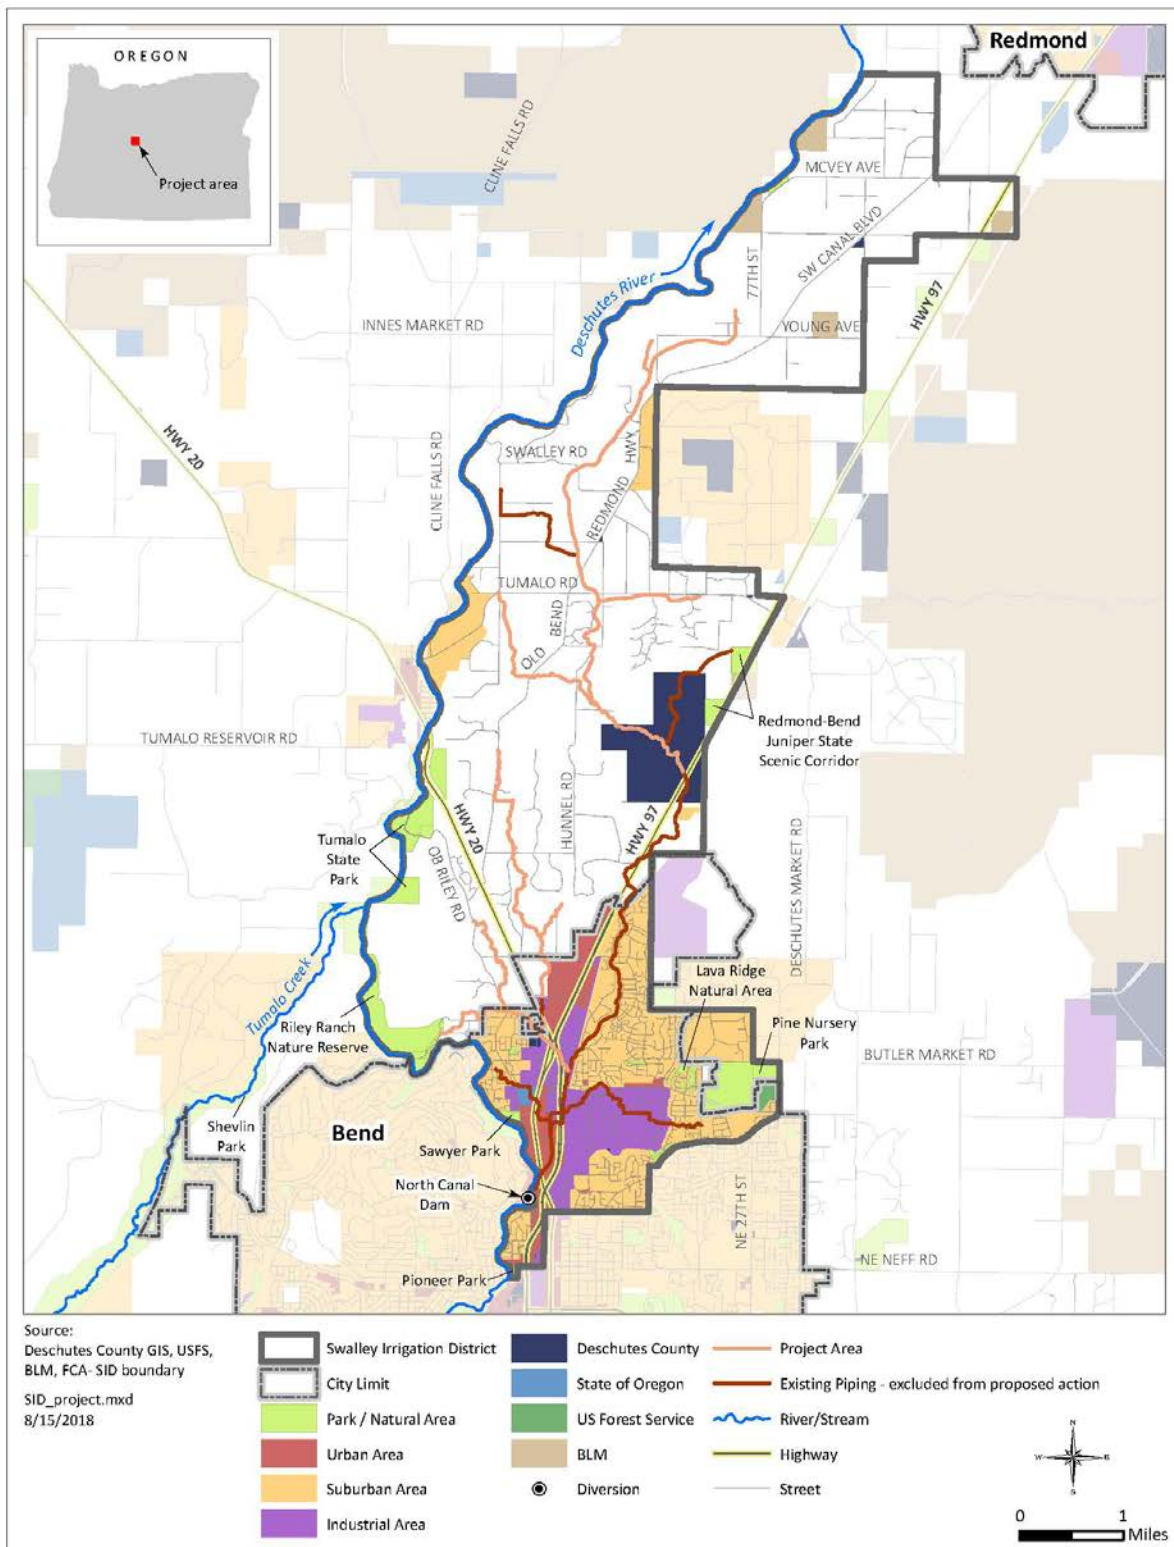 OREGON
Project area
Redmond
CLINE FALLS RD
MCVEY AVE
SW CANAL BLVD
77TH ST
HWY 97
Deschutes River
INNES MARKET RD
YOUNG AVE
HWY 20
CLINE FALLS RD
SWALLEY RD
REDMOND
HWY
TUMALO RD
BEND
OLD
TUMALO RESERVOIR RD
Redmond-Bend
Juniper State
Scenic Corridor
HWY 20
HUNNEL RD
HWY 97
DESCHUTES MARKET RD
Tumalo
State
Park
OB RILEY RD
Tumalo Creek
Lava Ridge
Natural Area
Riley Ranch
Nature Reserve
Pine Nursery
Park
BUTLER MARKET RD
Shevlin
Park
Bend
Sawyer Park
North Canal
Dam
NE 27TH ST
NE NEFF RD
Pioneer Park
Source:
Deschutes County GIS, USFS,
BLM, FCA- SID boundary
SID_project.mxd
8/15/2018
Swalley Irrigation District
City Limit
Park / Natural Area
Urban Area
Suburban Area
Industrial Area
Deschutes County
State of Oregon
US Forest Service
BLM
Diversion
Project Area
Existing Piping - excluded from proposed action
River/Stream
Highway
Street
N
W
E
S
0 1
Miles